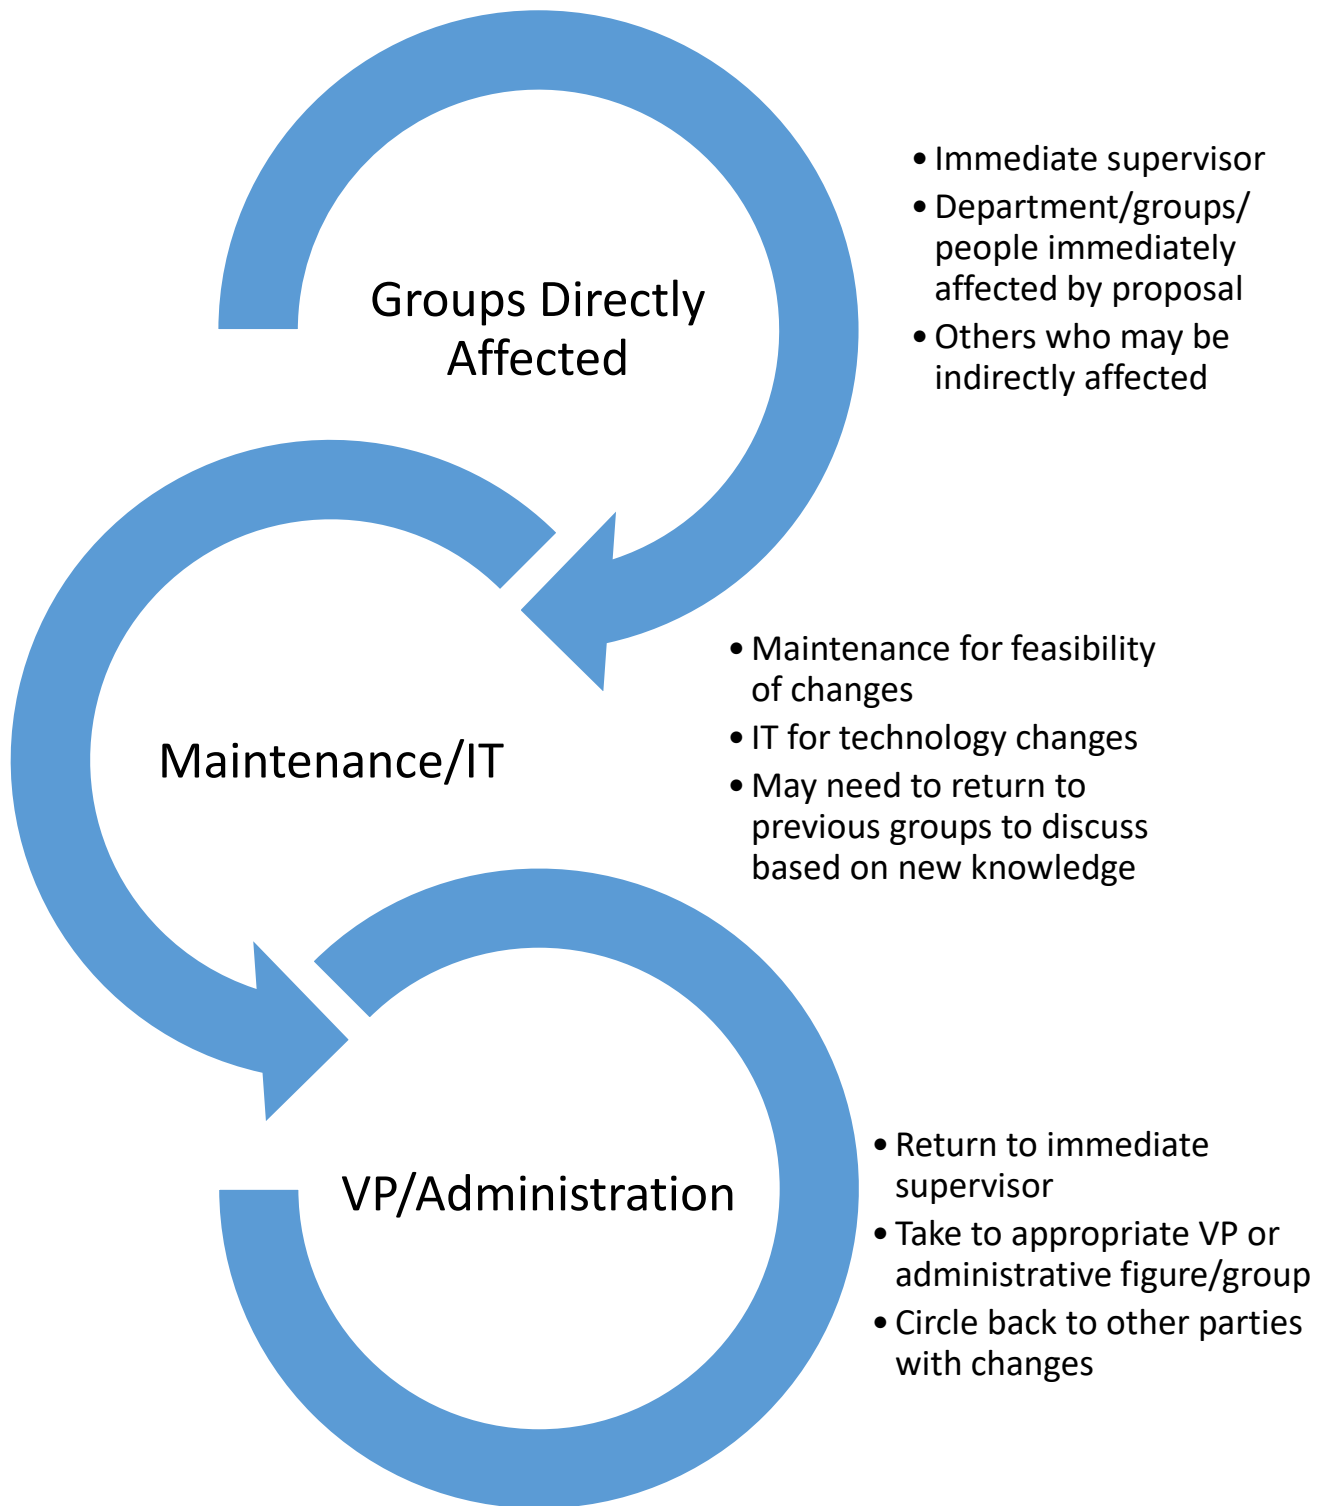 Groups Directly
Affected
• Immediate supervisor
• Department/groups/
people immediately
affected by proposal
• Others who may be
indirectly affected
Maintenance/IT
• Maintenance for feasibility
of changes
• IT for technology changes
• May need to return to
previous groups to discuss
based on new knowledge
VP/Administration
• Return to immediate
supervisor
• Take to appropriate VP or
administrative figure/group
• Circle back to other parties
with changes